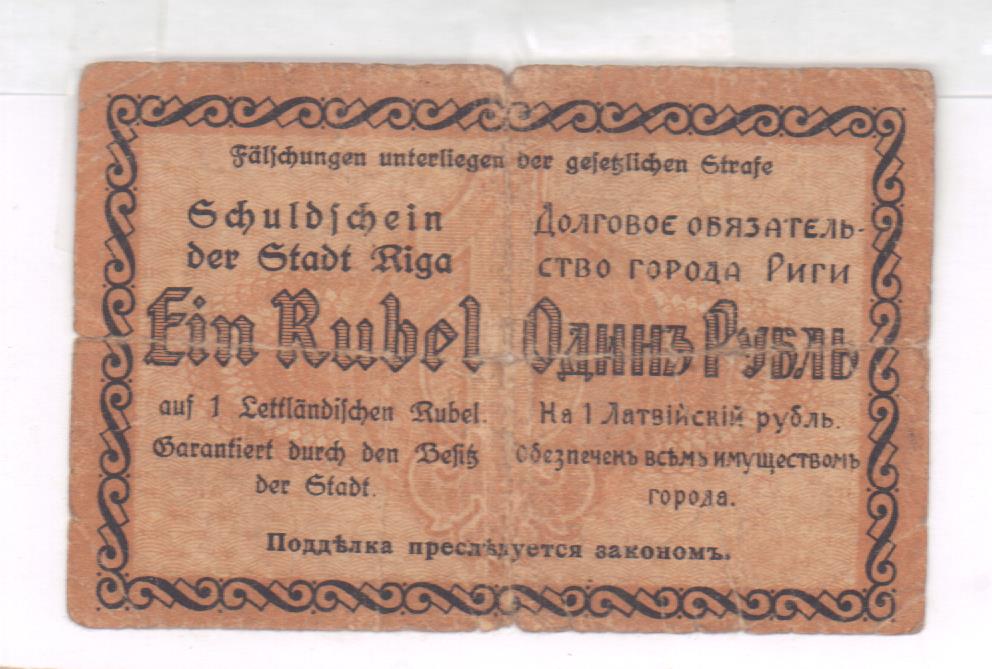 Fälschungen unterliegen der gesetzlichen Strafe
Schuldschein
der Stadt Riga
Ein Rubel
auf 1 Lettländischen Rubel.
Garantiert durch den Besitz
der Stadt.
Долговое обязатель-
ство города Риги
Одинъ Рубль
На 1 Латвійскій рубль.
Обезпеченъ всѣмъ имуществомъ
города.
Поддѣлка преслѣдуется закономъ.